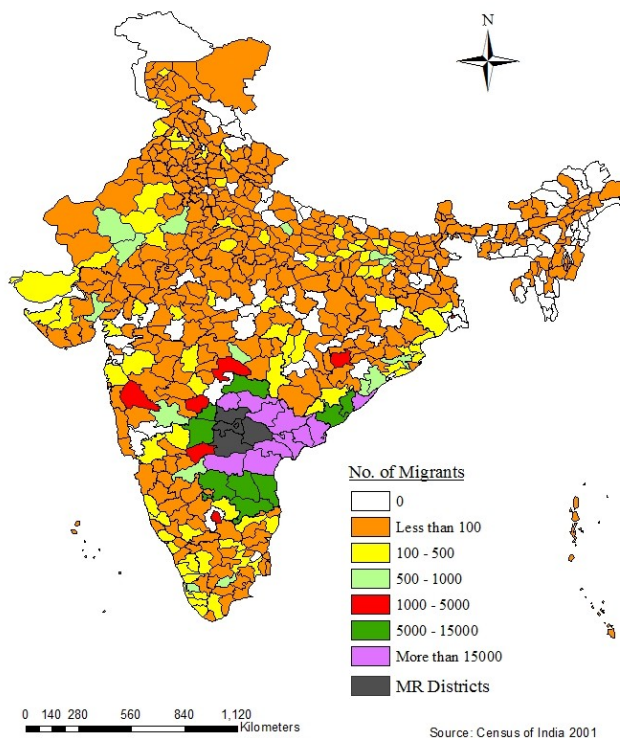 N
No. of Migrants
0
Less than 100
100 - 500
500 - 1000
1000 - 5000
5000 - 15000
More than 15000
MR Districts
0 140 280 560 840 1,120
Kilometers
Source: Census of India 2001